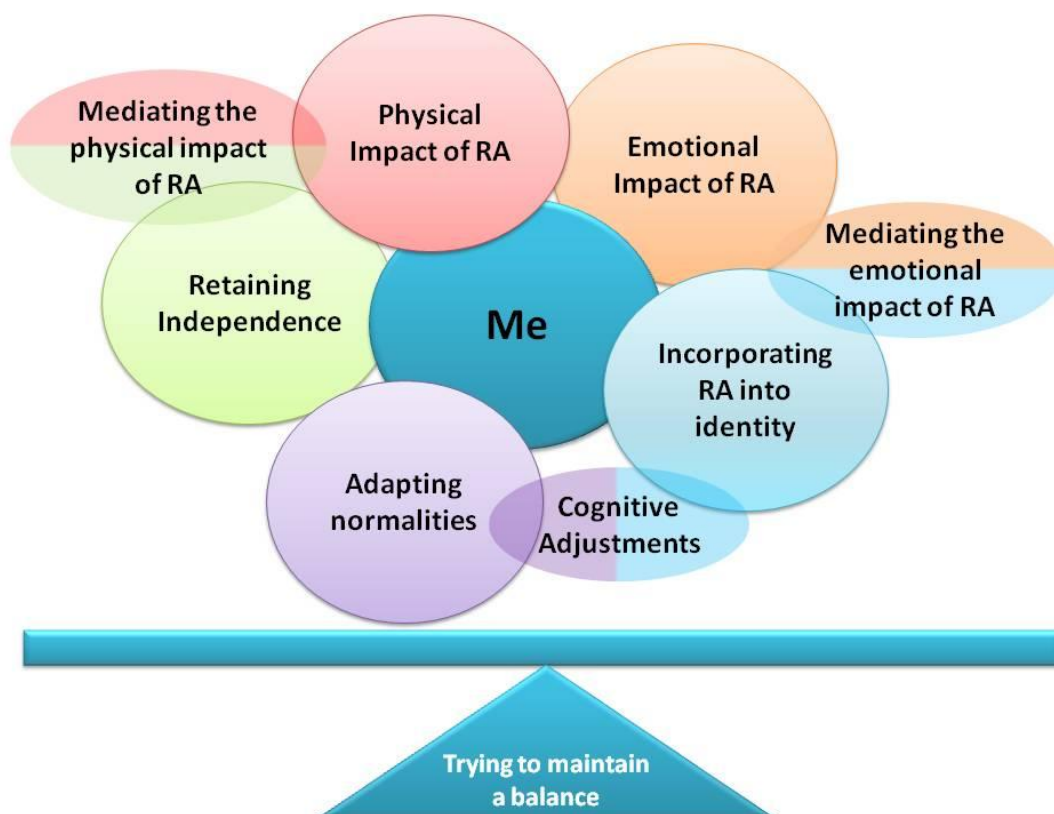 Mediating the
physical impact
of RA
Physical
Impact of RA
Emotional
Impact of RA
Mediating the
emotional
impact of RA
Retaining
Independence
Me
Incorporating
RA into
identity
Adapting
normalities
Cognitive
Adjustments
Trying to maintain
a balance